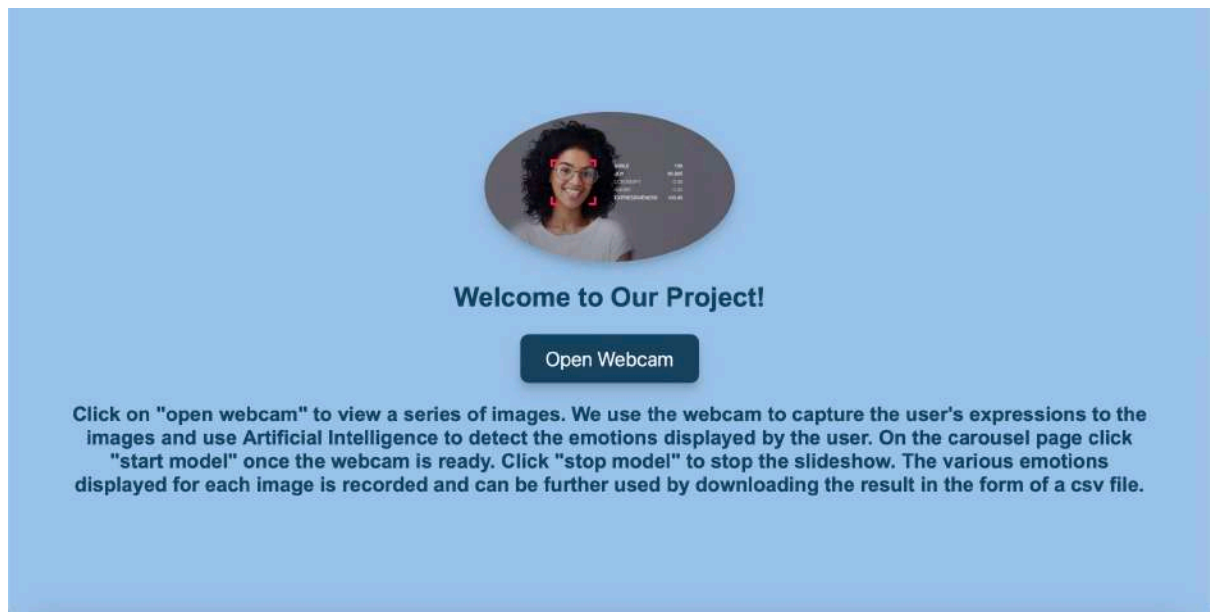 SMILE 100
JOY
EXPRESSIVENESS
Welcome to Our Project!
Open Webcam
Click on "open webcam" to view a series of images. We use the webcam to capture the user's expressions to the
images and use Artificial Intelligence to detect the emotions displayed by the user. On the carousel page click
"start model" once the webcam is ready. Click "stop model" to stop the slideshow. The various emotions
displayed for each image is recorded and can be further used by downloading the result in the form of a csv file.